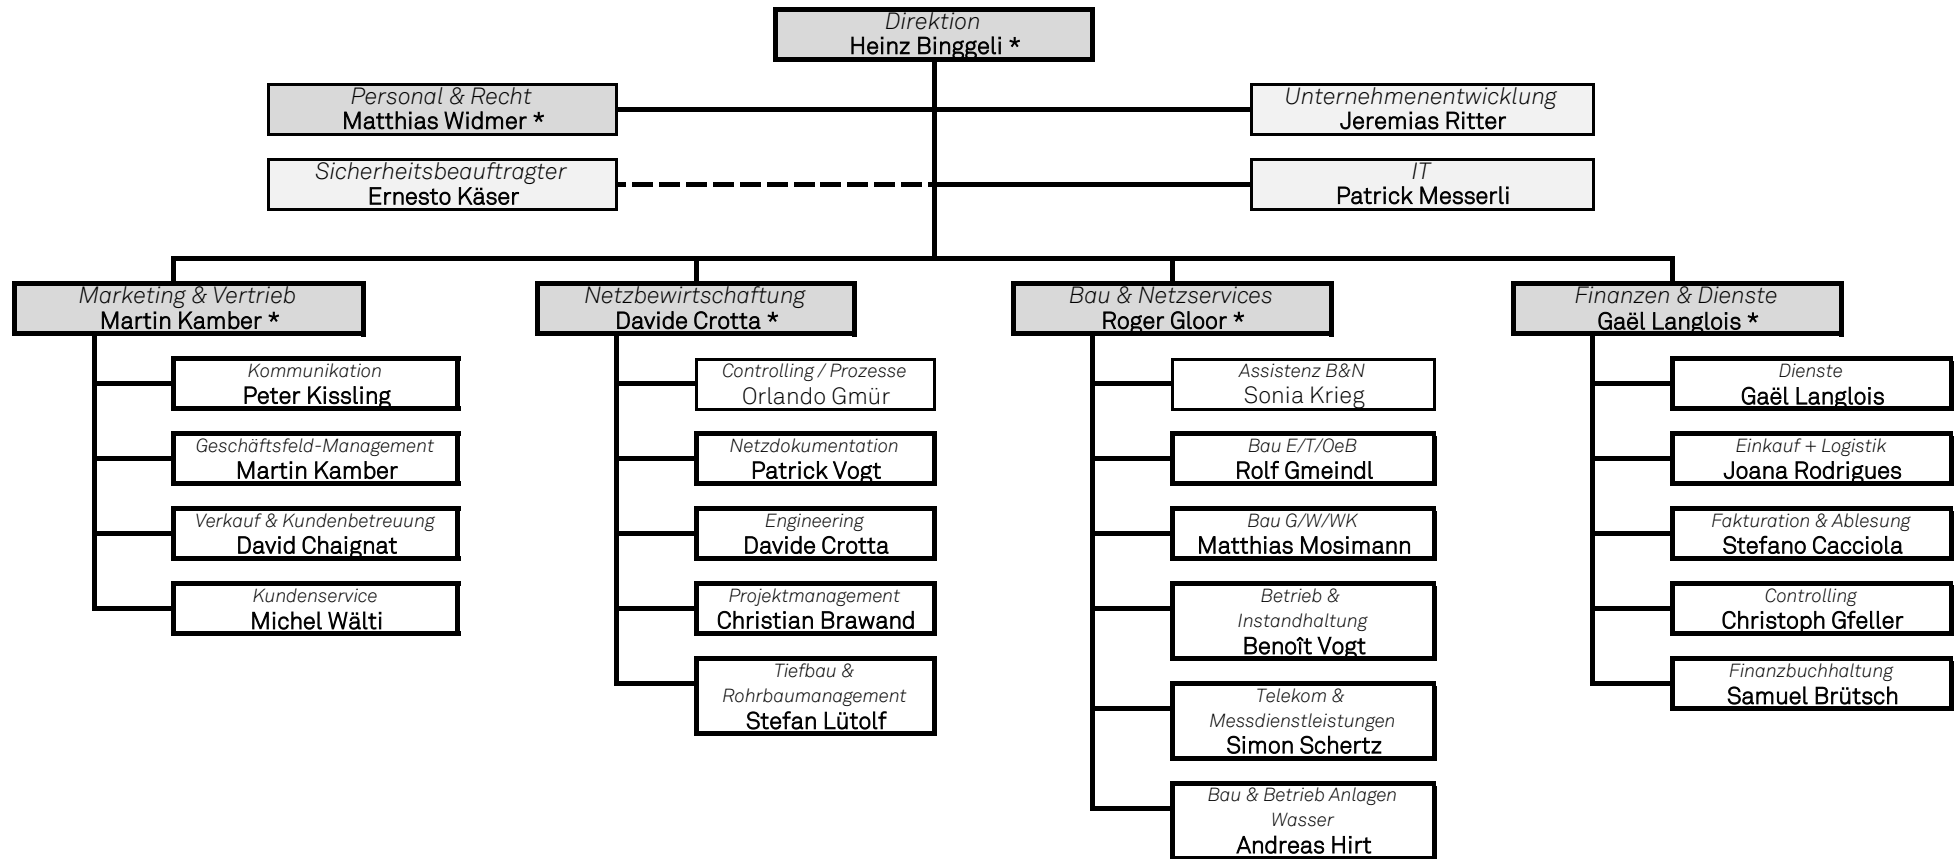 Direktion
Heinz Binggeli *
Personal & Recht
Matthias Widmer *
Unternehmenentwicklung
Jeremias Ritter
Sicherheitsbeauftragter
Ernesto Käser
IT
Patrick Messerli
Marketing & Vertrieb
Martin Kamber *
Kommunikation
Peter Kissling
Geschäftsfeld-Management
Martin Kamber
Verkauf & Kundenbetreuung
David Chaignat
Kundenservice
Michel Wälti
Netzbewirtschaftung
Davide Crotta *
Controlling / Prozesse
Orlando Gmür
Netzdokumentation
Patrick Vogt
Engineering
Davide Crotta
Projektmanagement
Christian Brawand
Tiefbau &
Rohrbaumanagement
Stefan Lütolf
Bau & Netzservices
Roger Gloor *
Assistenz B&N
Sonia Krieg
Bau E/T/OeB
Rolf Gmeindl
Bau G/W/WK
Matthias Mosimann
Betrieb &
Instandhaltung
Benoît Vogt
Telekom &
Messdienstleistungen
Simon Schertz
Bau & Betrieb Anlagen
Wasser
Andreas Hirt
Finanzen & Dienste
Gaël Langlois *
Dienste
Gaël Langlois
Einkauf + Logistik
Joana Rodrigues
Fakturation & Ablesung
Stefano Cacciola
Controlling
Christoph Gfeller
Finanzbuchhaltung
Samuel Brütsch